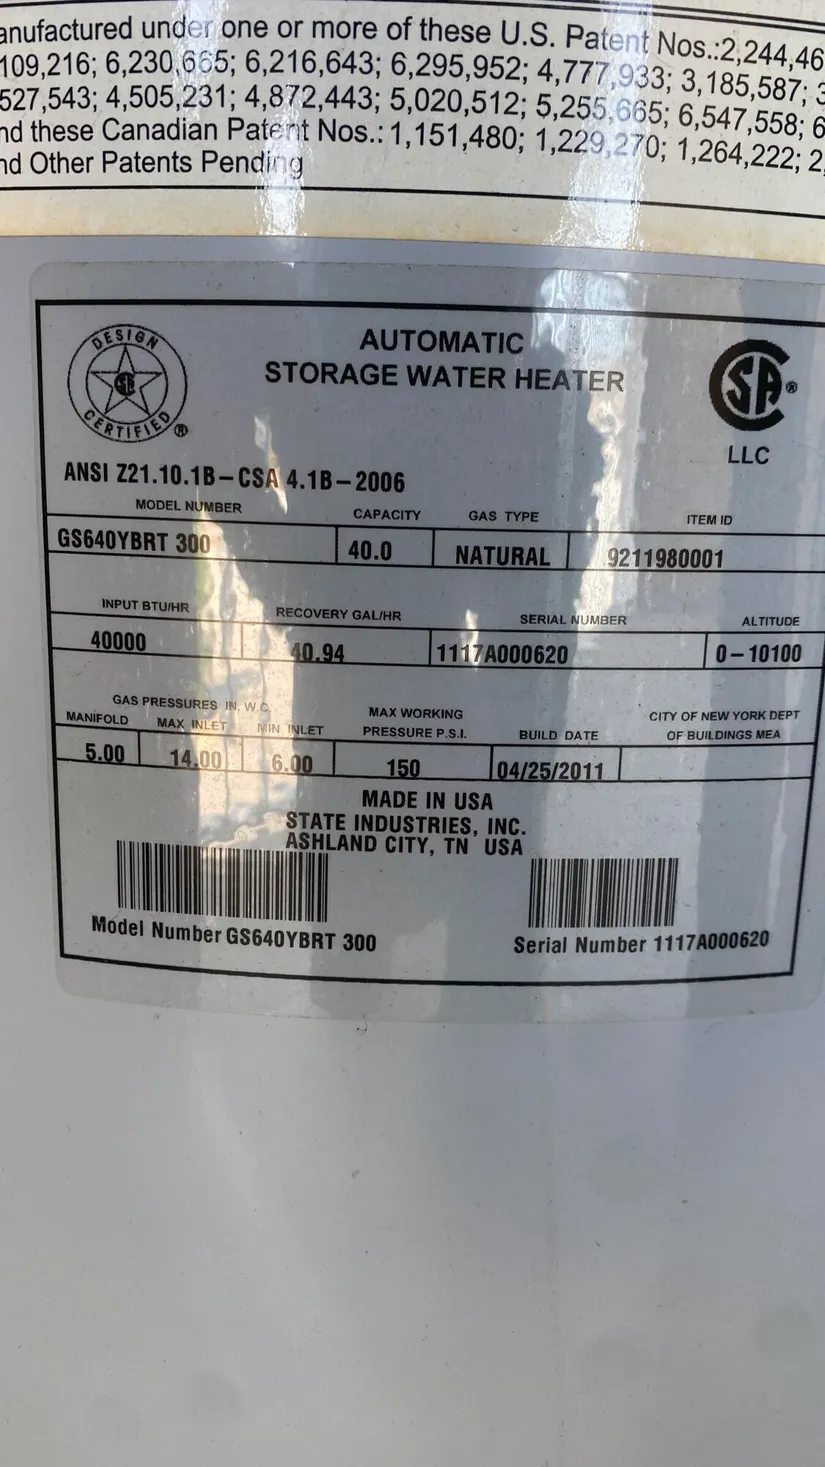 anufactured under one or more of these U.S. Patent Nos.:2,244,46
109,216; 6,230,665; 6,216,643; 6,295,952; 4,777,933; 3,185,587; 3
527,543; 4,505,231; 4,872,443; 5,020,512; 5,255,665; 6,547,558; 6
nd these Canadian Patent Nos.: 1,151,480; 1,229,270; 1,264,222; 2,
nd Other Patents Pending
DESIGN
CERTIFIED ®
AUTOMATIC
STORAGE WATER HEATER
®
LLC
ANSI Z21.10.1B–CSA 4.1B–2006
MODEL NUMBER CAPACITY GAS TYPE ITEM ID
GS640YBRT 300 40.0 NATURAL 9211980001
INPUT BTU/HR RECOVERY GAL/HR SERIAL NUMBER ALTITUDE
40000 40.94 1117A000620 0–10100
GAS PRESSURES IN. W.C.
MANIFOLD MAX INLET MIN INLET MAX WORKING PRESSURE P.S.I. BUILD DATE CITY OF NEW YORK DEPT OF BUILDINGS MEA
5.00 14.00 6.00 150 04/25/2011
MADE IN USA
STATE INDUSTRIES, INC.
ASHLAND CITY, TN USA
Model Number GS640YBRT 300 Serial Number 1117A000620